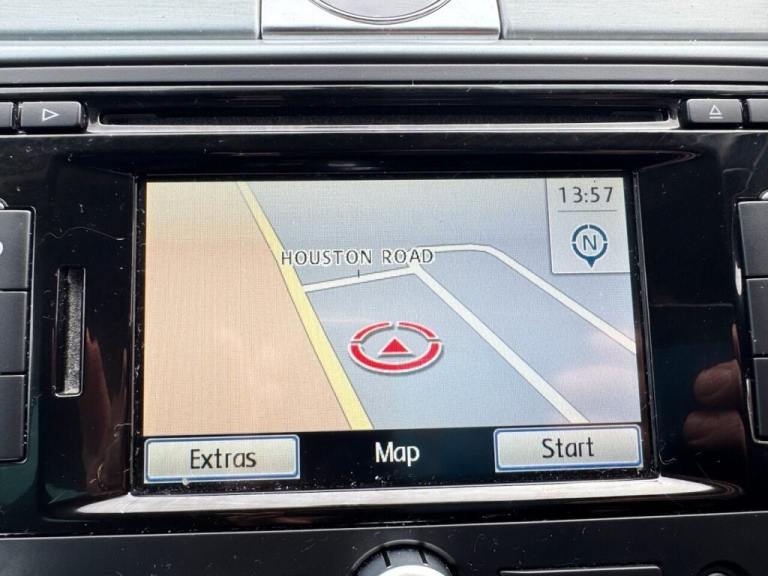 13:57
N
HOUSTON ROAD
Extras
Map
Start